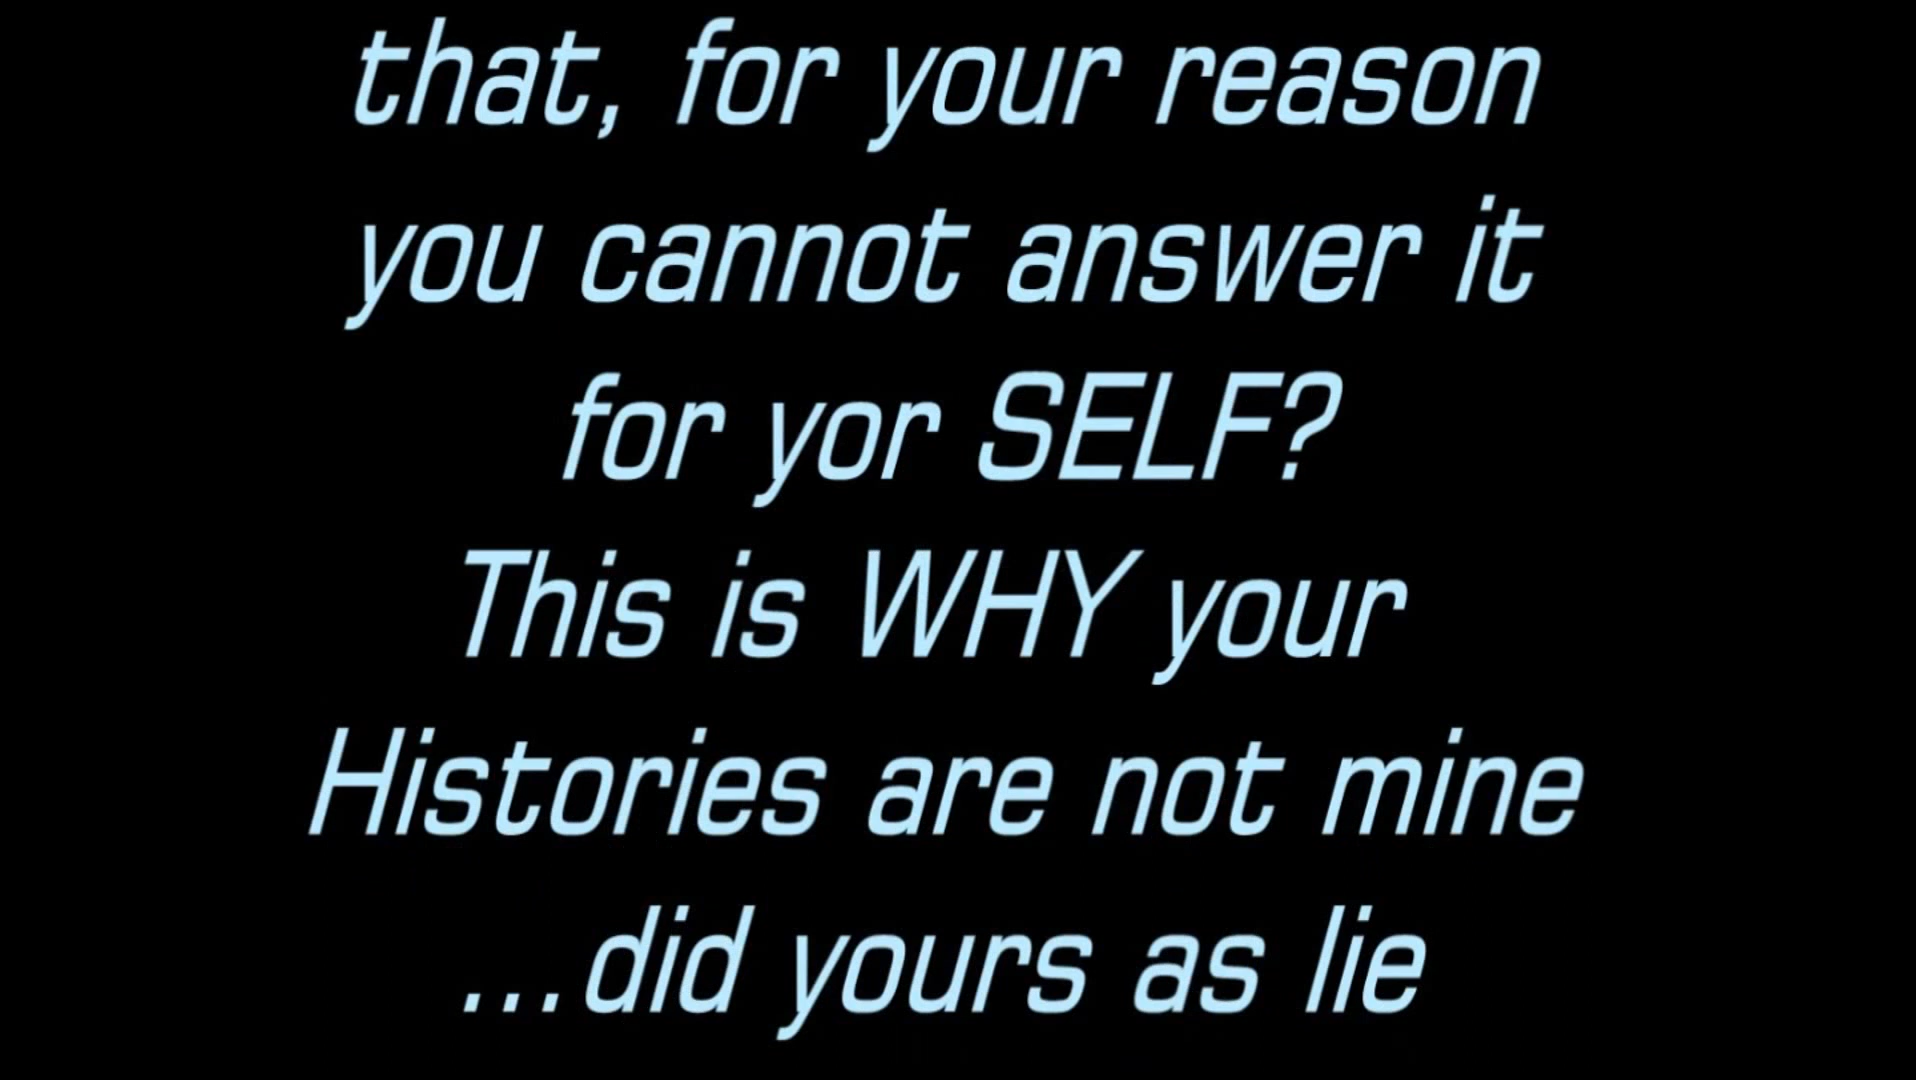 that, for your reason
you cannot answer it
for yor SELF?
This is WHY your
Histories are not mine
...did yours as lie